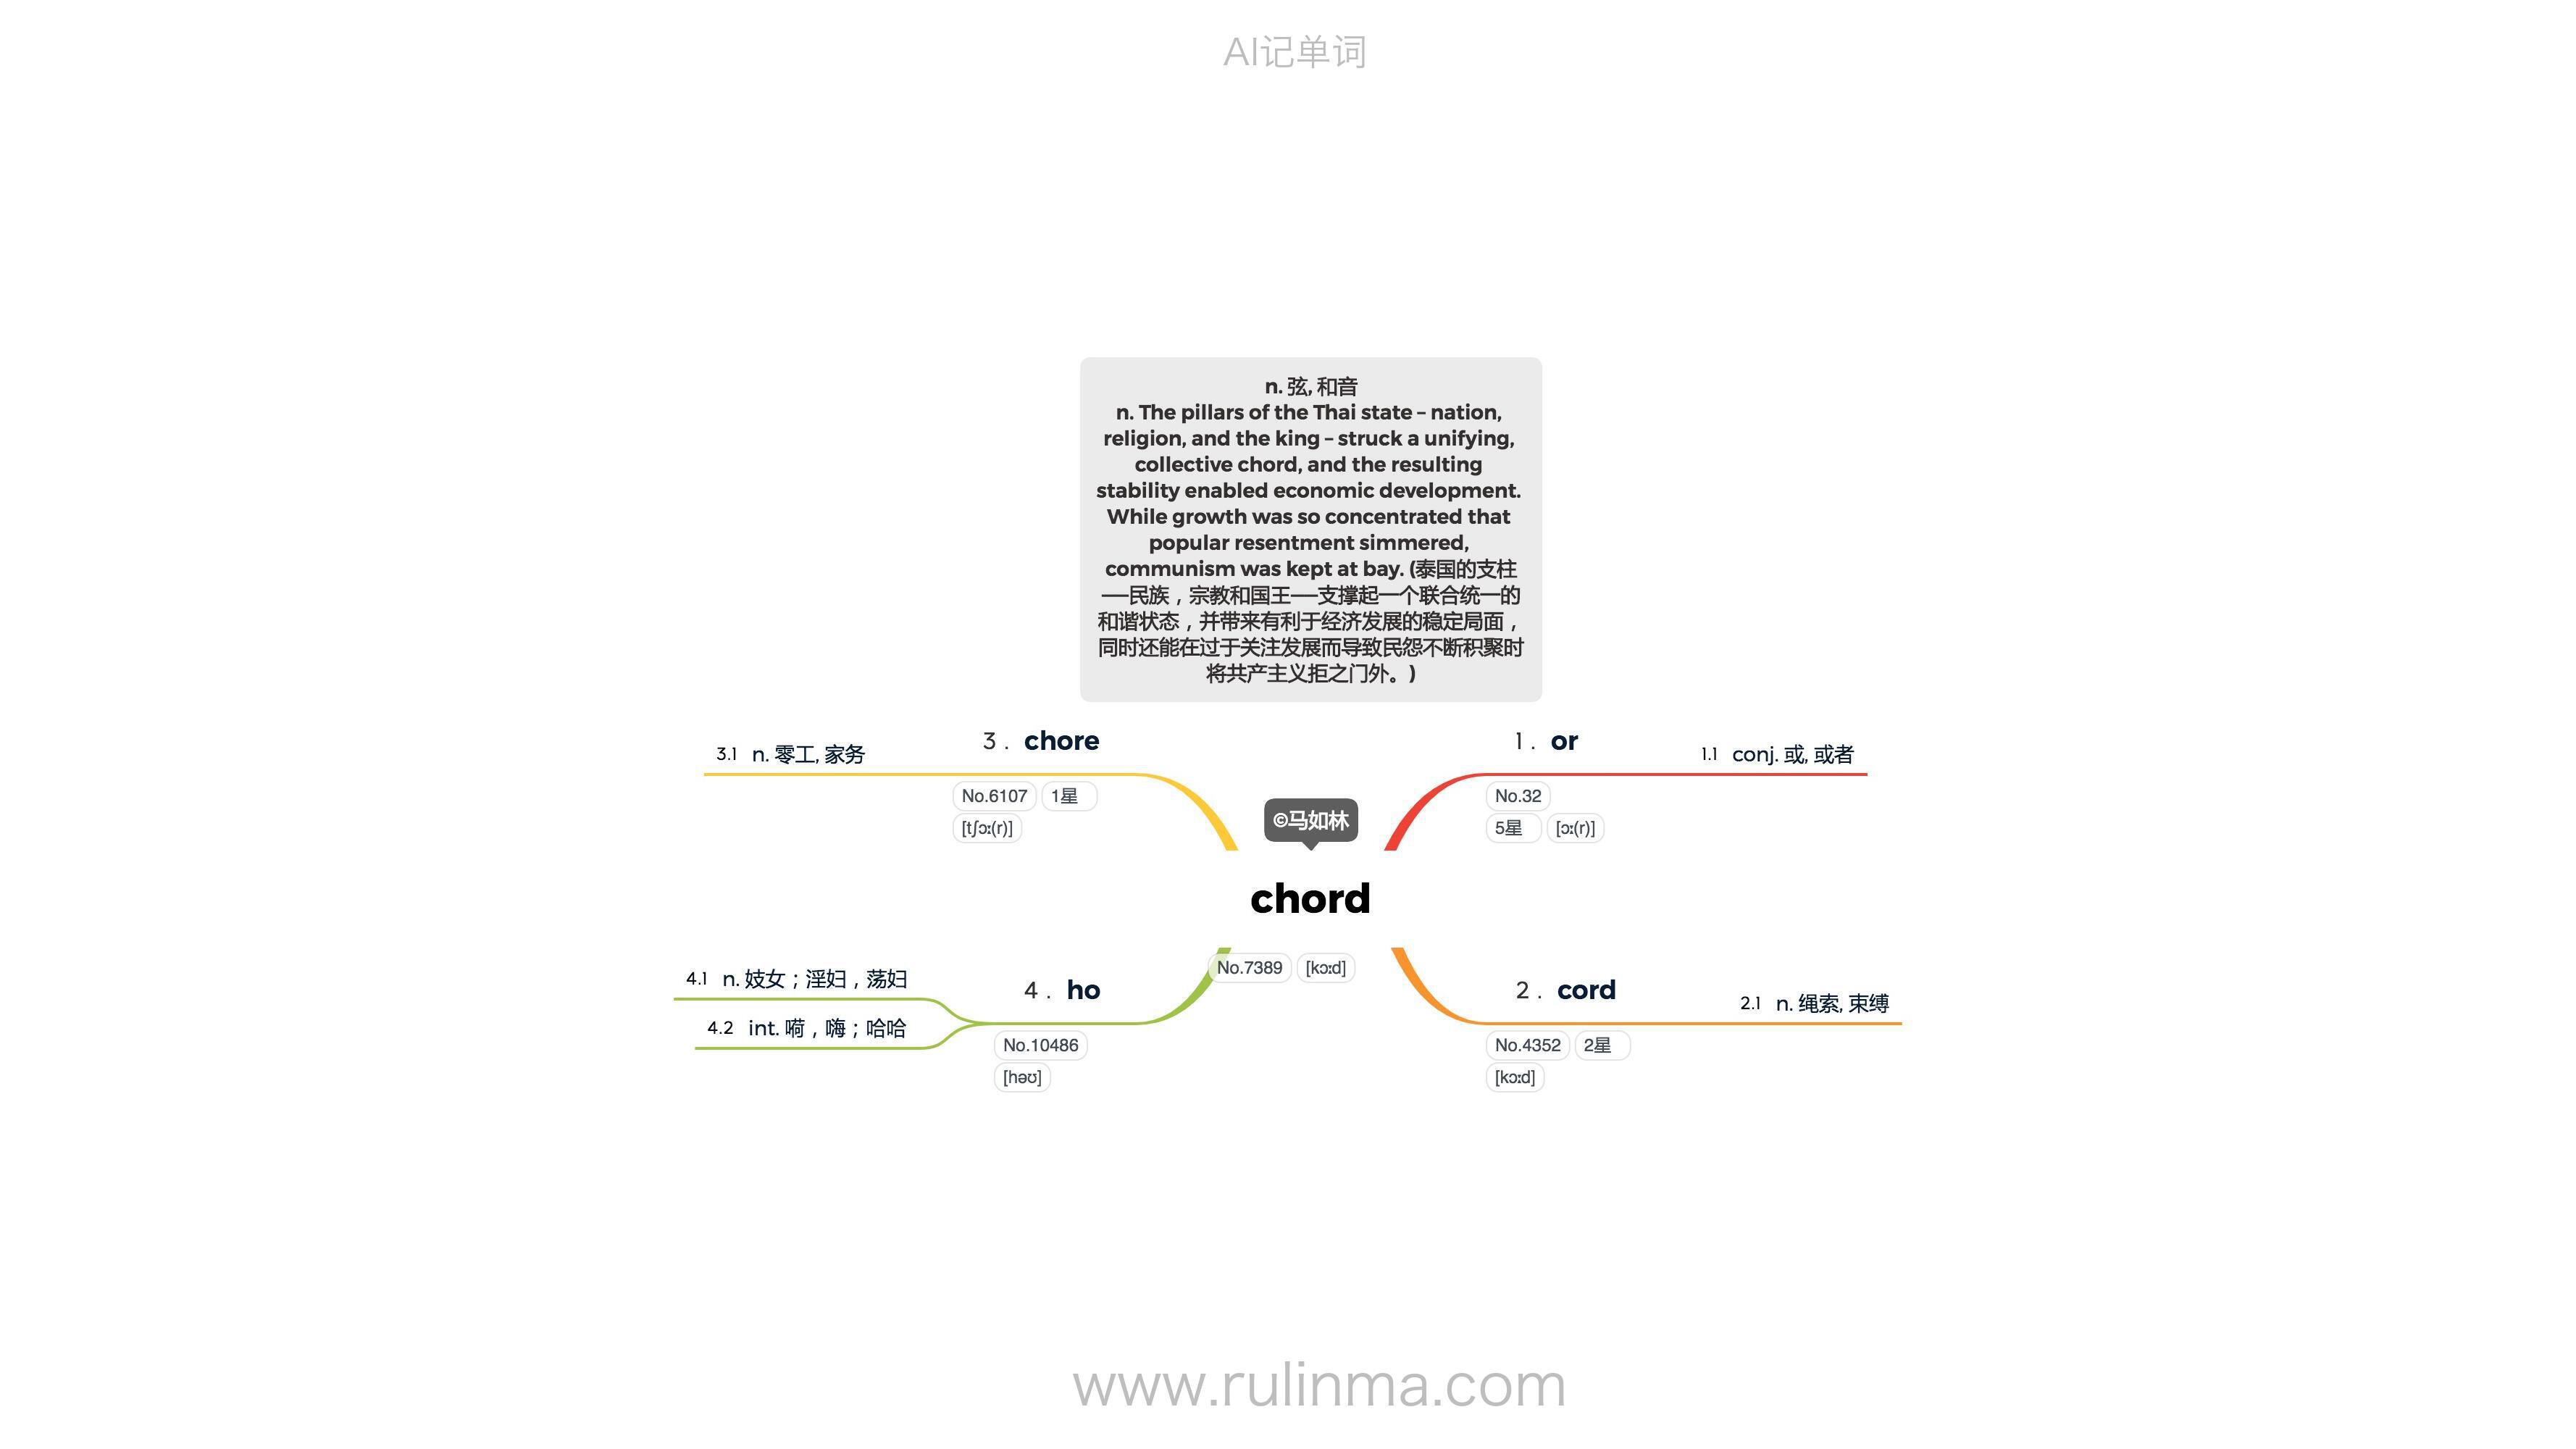 AI记单词
n. 弦, 和音
n. The pillars of the Thai state – nation,
religion, and the king – struck a unifying,
collective chord, and the resulting
stability enabled economic development.
While growth was so concentrated that
popular resentment simmered,
communism was kept at bay. (泰国的支柱
──民族，宗教和国王──支撑起一个联合统一的
和谐状态，并带来有利于经济发展的稳定局面，
同时还能在过于关注发展而导致民怨不断积聚时
将共产主义拒之门外。)
©马如林
chord
No.7389 [kɔːd]
1 . or
No.32
5星 [ɔː(r)]
1.1 conj. 或, 或者
2 . cord
No.4352 2星
[kɔːd]
2.1 n. 绳索, 束缚
3 . chore
No.6107 1星
[tʃɔː(r)]
3.1 n. 零工, 家务
4 . ho
No.10486
[həʊ]
4.1 n. 妓女；淫妇，荡妇
4.2 int. 嗬，嗨；哈哈
www.rulinma.com